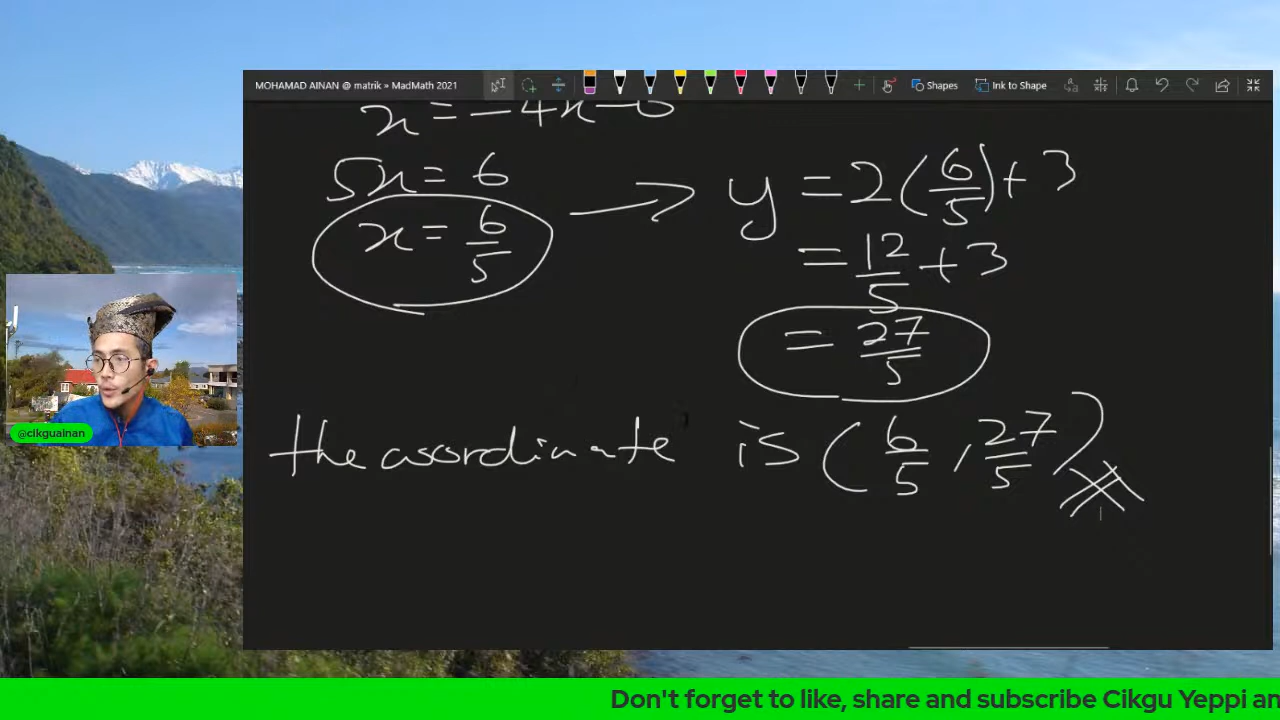 MOHAMAD AINAN @ matrik » MadMath 2021
Shapes
Ink to Shape
5x = 6
x = 6/5
y = 2(6/5) + 3
= 12/5 + 3
= 27/5
the coordinate is (6/5, 27/5)
@cikguainan
Don't forget to like, share and subscribe Cikgu Yeppi an